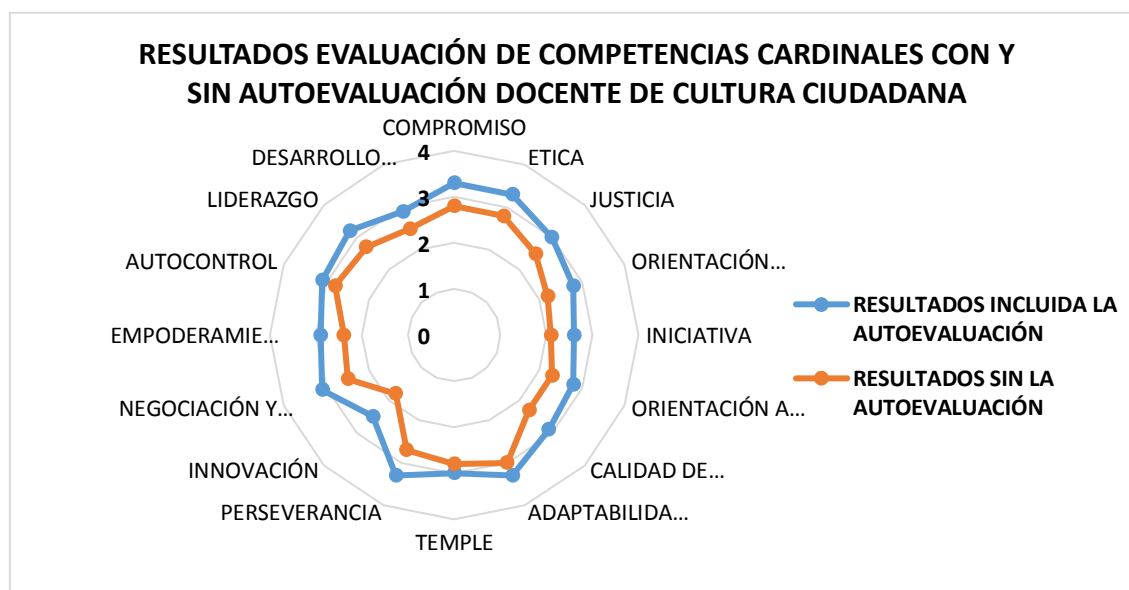 RESULTADOS EVALUACIÓN DE COMPETENCIAS CARDINALES CON Y
SIN AUTOEVALUACIÓN DOCENTE DE CULTURA CIUDADANA
COMPROMISO
ETICA
JUSTICIA
ORIENTACIÓN...
INICIATIVA
ORIENTACIÓN A...
CALIDAD DE...
ADAPTABILIDA...
TEMPLE
PERSEVERANCIA
INNOVACIÓN
NEGOCIACIÓN Y...
EMPODERAMIE...
AUTOCONTROL
LIDERAZGO
DESARROLLO...
4
3
2
1
0
RESULTADOS INCLUIDA LA
AUTOEVALUACIÓN
RESULTADOS SIN LA
AUTOEVALUACIÓN